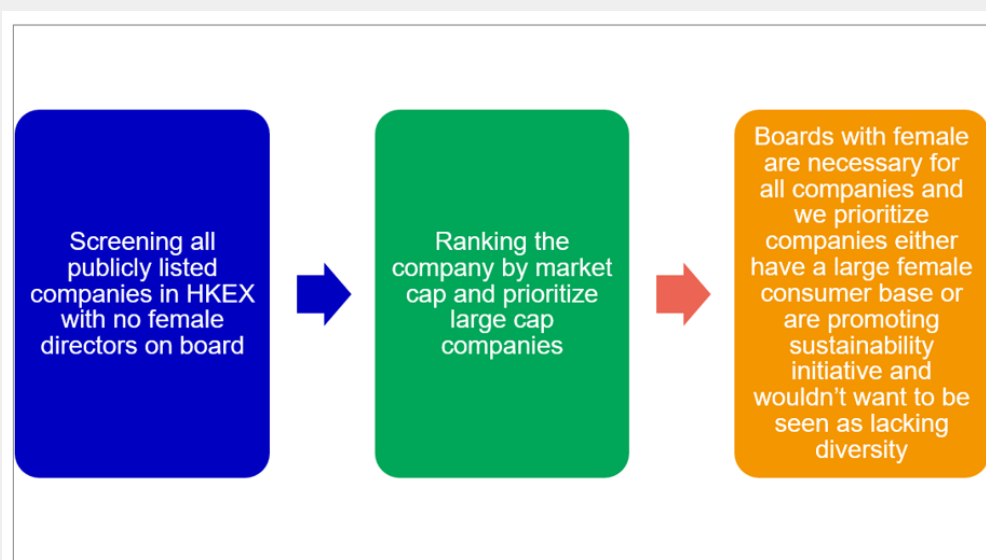 Screening all
publicly listed
companies in HKEX
with no female
directors on board
Ranking the
company by market
cap and prioritize
large cap
companies
Boards with female
are necessary for
all companies and
we prioritize
companies either
have a large female
consumer base or
are promoting
sustainability
initiative and
wouldn’t want to be
seen as lacking
diversity